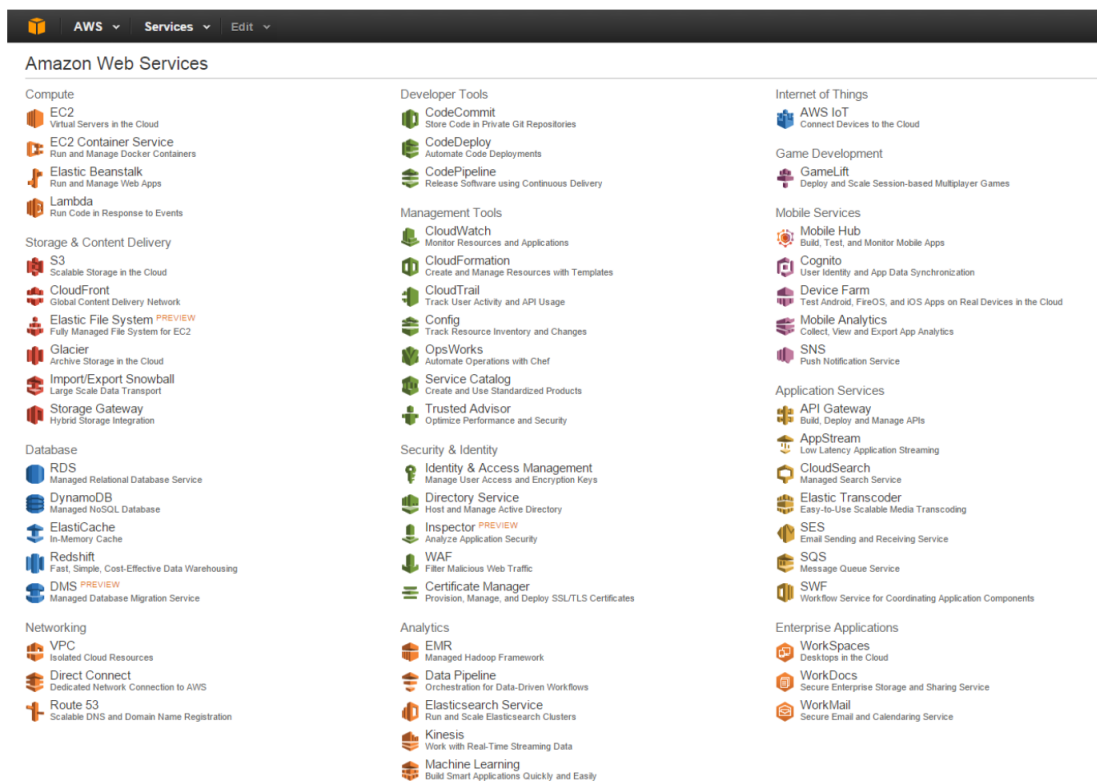 AWS Services Edit
Amazon Web Services
Compute
EC2
Virtual Servers in the Cloud
EC2 Container Service
Run and Manage Docker Containers
Elastic Beanstalk
Run and Manage Web Apps
Lambda
Run Code in Response to Events
Storage & Content Delivery
S3
Scalable Storage in the Cloud
CloudFront
Global Content Delivery Network
Elastic File System PREVIEW
Fully Managed File System for EC2
Glacier
Archive Storage in the Cloud
Import/Export Snowball
Large Scale Data Transport
Storage Gateway
Hybrid Storage Integration
Database
RDS
Managed Relational Database Service
DynamoDB
Managed NoSQL Database
ElastiCache
In-Memory Cache
Redshift
Fast, Simple, Cost-Effective Data Warehousing
DMS PREVIEW
Managed Database Migration Service
Networking
VPC
Isolated Cloud Resources
Direct Connect
Dedicated Network Connection to AWS
Route 53
Scalable DNS and Domain Name Registration
Developer Tools
CodeCommit
Store Code in Private Git Repositories
CodeDeploy
Automate Code Deployments
CodePipeline
Release Software using Continuous Delivery
Management Tools
CloudWatch
Monitor Resources and Applications
CloudFormation
Create and Manage Resources with Templates
CloudTrail
Track User Activity and API Usage
Config
Track Resource Inventory and Changes
OpsWorks
Automate Operations with Chef
Service Catalog
Create and Use Standardized Products
Trusted Advisor
Optimize Performance and Security
Security & Identity
Identity & Access Management
Manage User Access and Encryption Keys
Directory Service
Host and Manage Active Directory
Inspector PREVIEW
Analyze Application Security
WAF
Filter Malicious Web Traffic
Certificate Manager
Provision, Manage, and Deploy SSL/TLS Certificates
Analytics
EMR
Managed Hadoop Framework
Data Pipeline
Orchestration for Data-Driven Workflows
Elasticsearch Service
Run and Scale Elasticsearch Clusters
Kinesis
Work with Real-Time Streaming Data
Machine Learning
Build Smart Applications Quickly and Easily
Internet of Things
AWS IoT
Connect Devices to the Cloud
Game Development
GameLift
Deploy and Scale Session-based Multiplayer Games
Mobile Services
Mobile Hub
Build, Test, and Monitor Mobile Apps
Cognito
User Identity and App Data Synchronization
Device Farm
Test Android, FireOS, and iOS Apps on Real Devices in the Cloud
Mobile Analytics
Collect, View and Export App Analytics
SNS
Push Notification Service
Application Services
API Gateway
Build, Deploy and Manage APIs
AppStream
Low Latency Application Streaming
CloudSearch
Managed Search Service
Elastic Transcoder
Easy-to-Use Scalable Media Transcoding
SES
Email Sending and Receiving Service
SQS
Message Queue Service
SWF
Workflow Service for Coordinating Application Components
Enterprise Applications
WorkSpaces
Desktops in the Cloud
WorkDocs
Secure Enterprise Storage and Sharing Service
WorkMail
Secure Email and Calendaring Service